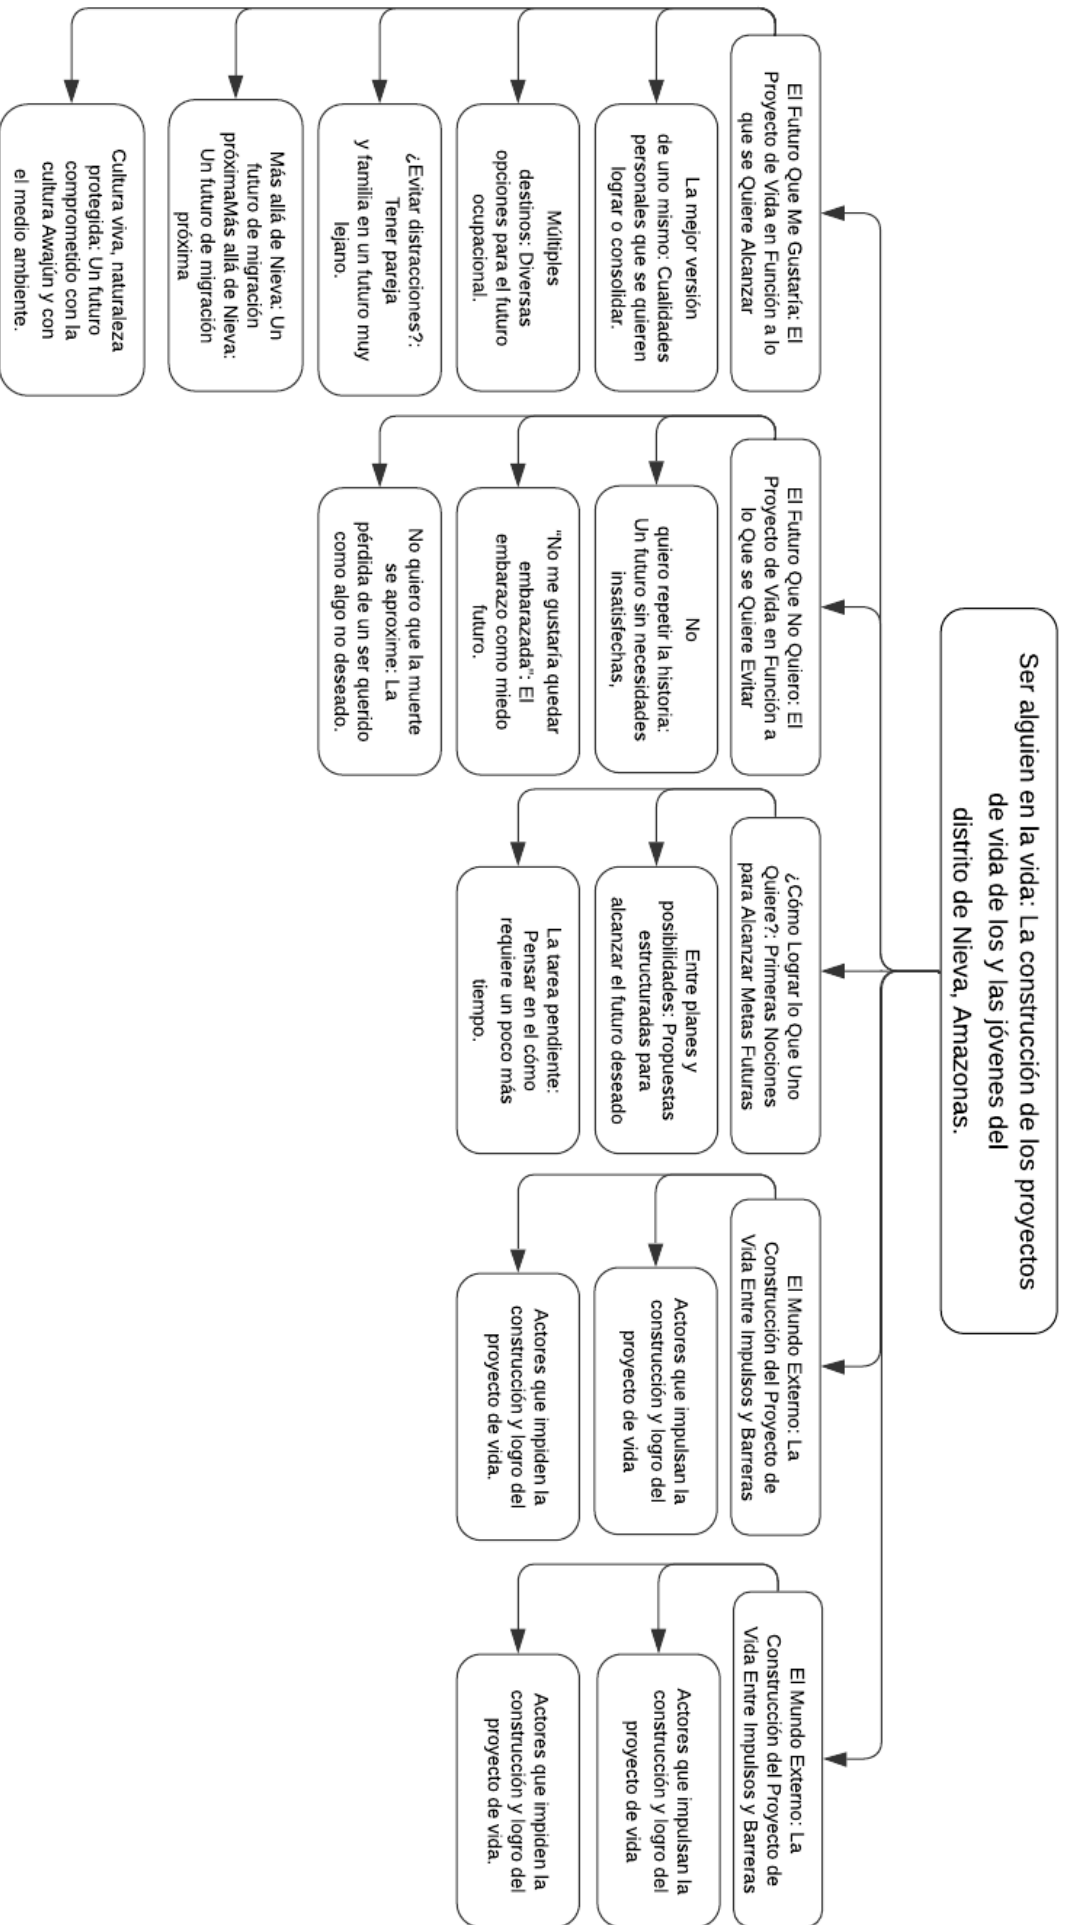 Ser alguien en la vida: La construcción de los proyectos
de vida de los y las jóvenes del
distrito de Nieva, Amazonas.
El Futuro Que Me Gustaría: El
Proyecto de Vida en Función a lo
que se Quiere Alcanzar
La mejor versión
de uno mismo: Cualidades
personales que se quieren
lograr o consolidar.
Múltiples
destinos: Diversas
opciones para el futuro
ocupacional.
¿Evitar distracciones?:
Tener pareja
y familia en un futuro muy
lejano.
Más allá de Nieva: Un
futuro de migración
próximaMás allá de Nieva:
Un futuro de migración
próxima
Cultura viva, naturaleza
protegida: Un futuro
comprometido con la
cultura Awajún y con
el medio ambiente.
El Futuro Que No Quiero: El
Proyecto de Vida en Función a
lo Que se Quiere Evitar
No
quiero repetir la historia:
Un futuro sin necesidades
insatisfechas,
"No me gustaría quedar
embarazada": El
embarazo como miedo
futuro.
No quiero que la muerte
se aproxime: La
pérdida de un ser querido
como algo no deseado.
¿Cómo Lograr lo Que Uno
Quiere?: Primeras Nociones
para Alcanzar Metas Futuras
Entre planes y
posibilidades: Propuestas
estructuradas para
alcanzar el futuro deseado
La tarea pendiente:
Pensar en el cómo
requiere un poco más
tiempo.
El Mundo Externo: La
Construcción del Proyecto de
Vida Entre Impulsos y Barreras
Actores que impulsan la
construcción y logro del
proyecto de vida
Actores que impiden la
construcción y logro del
proyecto de vida.
El Mundo Externo: La
Construcción del Proyecto de
Vida Entre Impulsos y Barreras
Actores que impulsan la
construcción y logro del
proyecto de vida
Actores que impiden la
construcción y logro del
proyecto de vida.